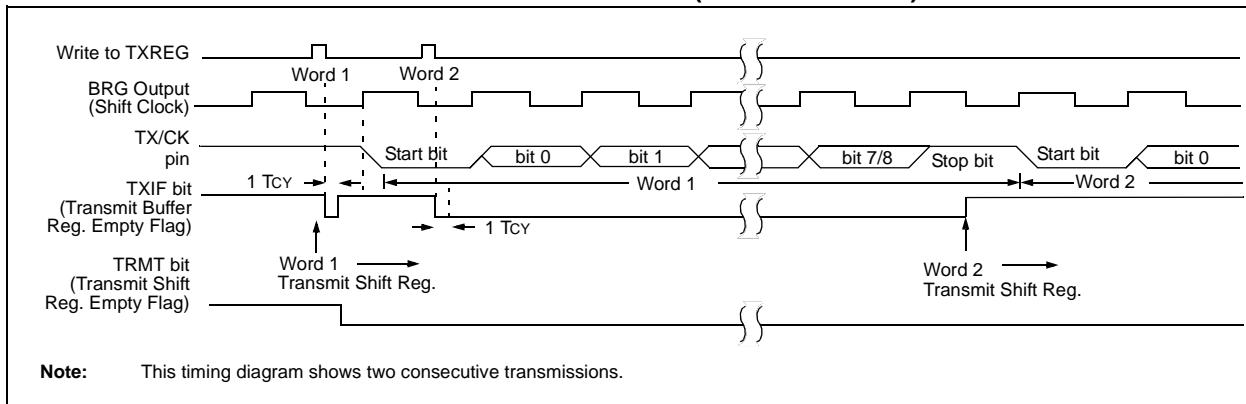 Write to TXREG
Word 1 Word 2
BRG Output
(Shift Clock)
TX/CK
pin
Start bit bit 0 bit 1 bit 7/8 Stop bit Start bit bit 0
1 TCY Word 1 Word 2
TXIF bit
(Transmit Buffer
Reg. Empty Flag)
1 TCY
Word 1
Transmit Shift Reg.
Word 2
Transmit Shift Reg.
TRMT bit
(Transmit Shift
Reg. Empty Flag)
Note: This timing diagram shows two consecutive transmissions.